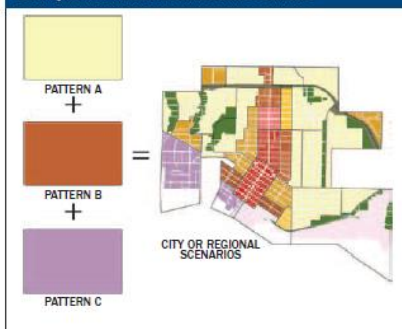 PATTERN A
+
PATTERN B
+
PATTERN C
=
CITY OR REGIONAL
SCENARIOS